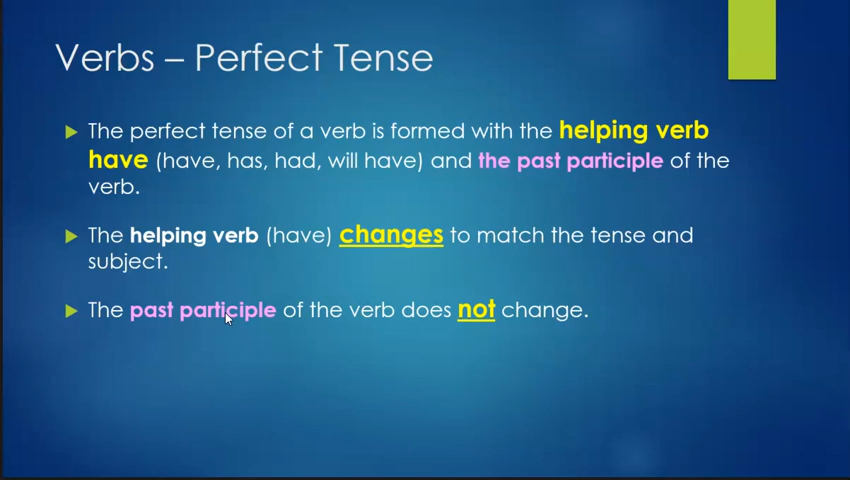 Verbs – Perfect Tense
The perfect tense of a verb is formed with the helping verb
have (have, has, had, will have) and the past participle of the
verb.
The helping verb (have) changes to match the tense and
subject.
The past participle of the verb does not change.